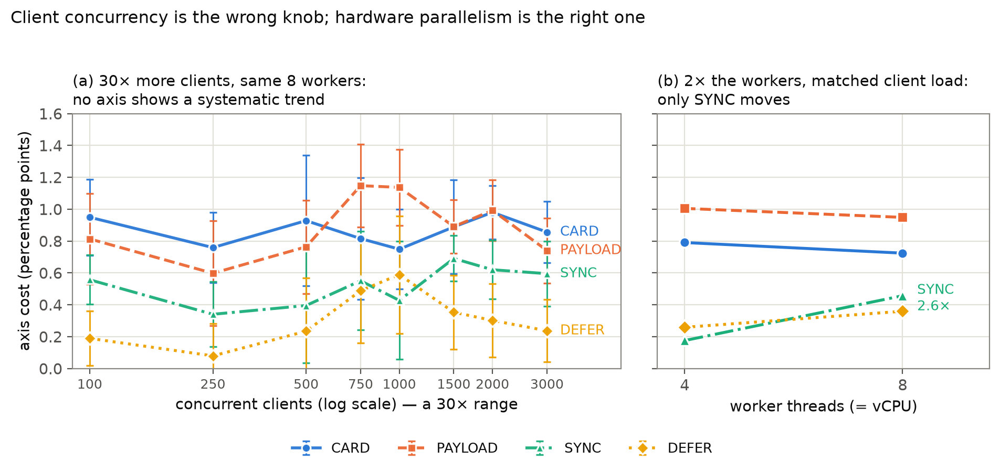 Client concurrency is the wrong knob; hardware parallelism is the right one
(a) 30× more clients, same 8 workers:
no axis shows a systematic trend
(b) 2× the workers, matched client load:
only SYNC moves
axis cost (percentage points)
1.6
1.4
1.2
1.0
0.8
0.6
0.4
0.2
0.0
CARD
PAYLOAD
SYNC
DEFER
SYNC
2.6×
100 250 500 750 1000 1500 2000 3000
concurrent clients (log scale) — a 30× range
4 8
worker threads (= vCPU)
CARD PAYLOAD SYNC DEFER